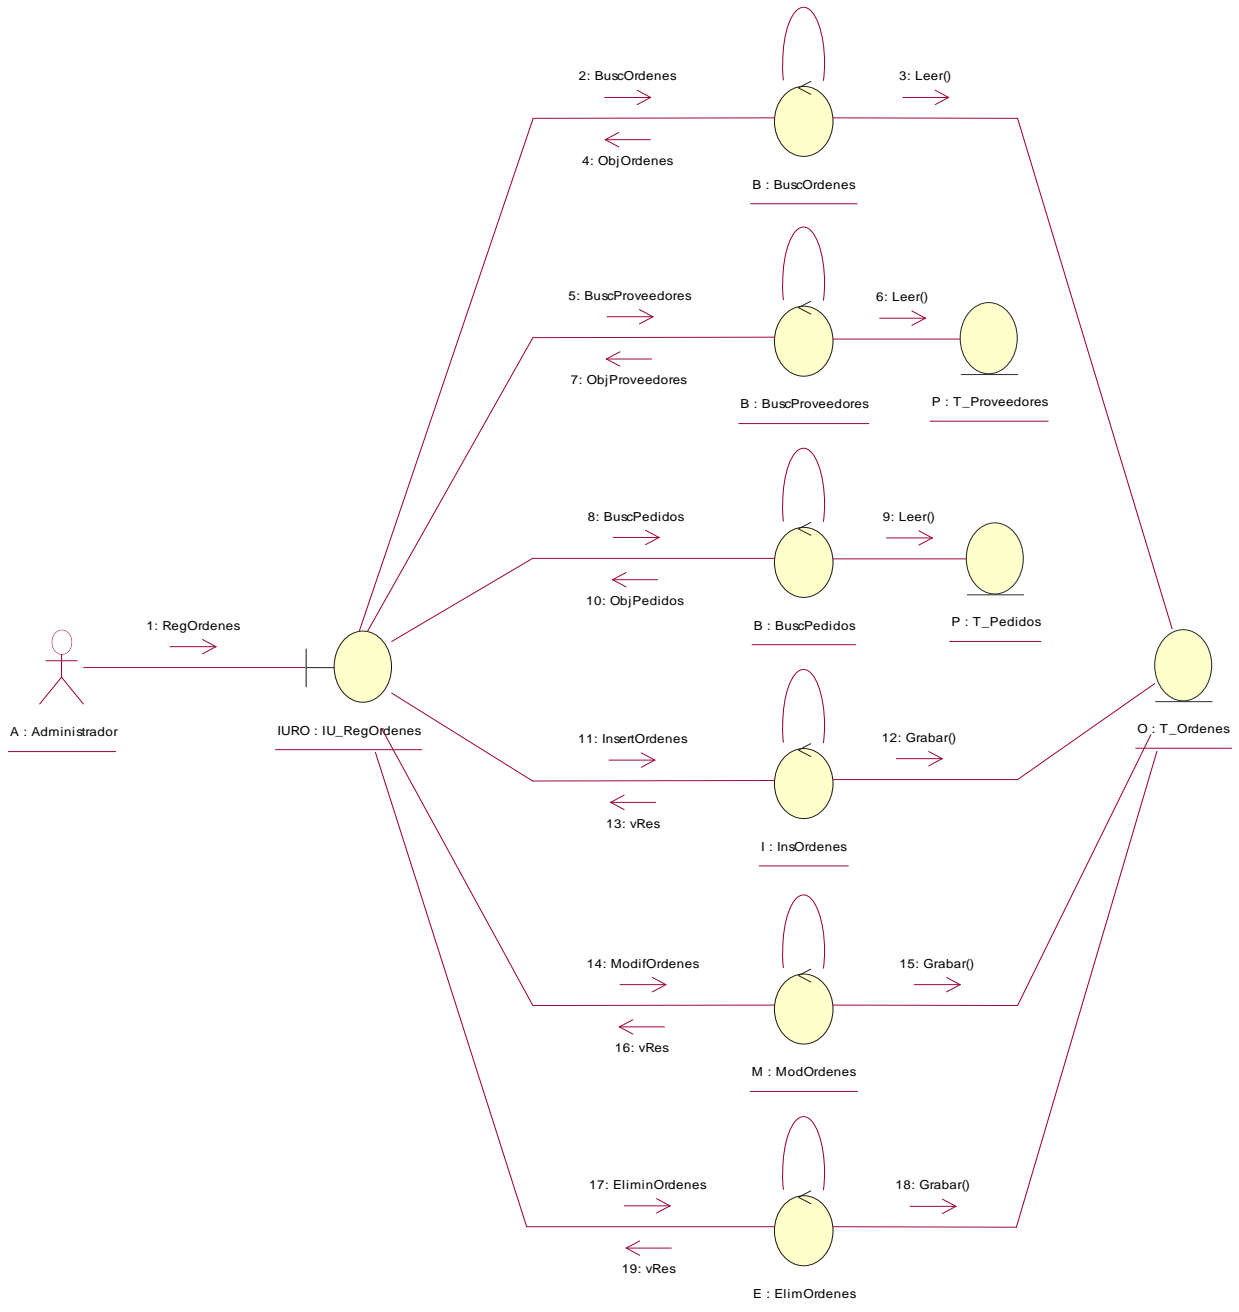 2: BuscOrdenes
3: Leer()
4: ObjOrdenes
B : BuscOrdenes
5: BuscProveedores
6: Leer()
7: ObjProveedores
B : BuscProveedores
P : T_Proveedores
8: BuscPedidos
9: Leer()
10: ObjPedidos
B : BuscPedidos
P : T_Pedidos
1: RegOrdenes
A : Administrador
IURO : IU_RegOrdenes
O : T_Ordenes
11: InsertOrdenes
12: Grabar()
13: vRes
I : InsOrdenes
14: ModifOrdenes
15: Grabar()
16: vRes
M : ModOrdenes
17: EliminOrdenes
18: Grabar()
19: vRes
E : ElimOrdenes